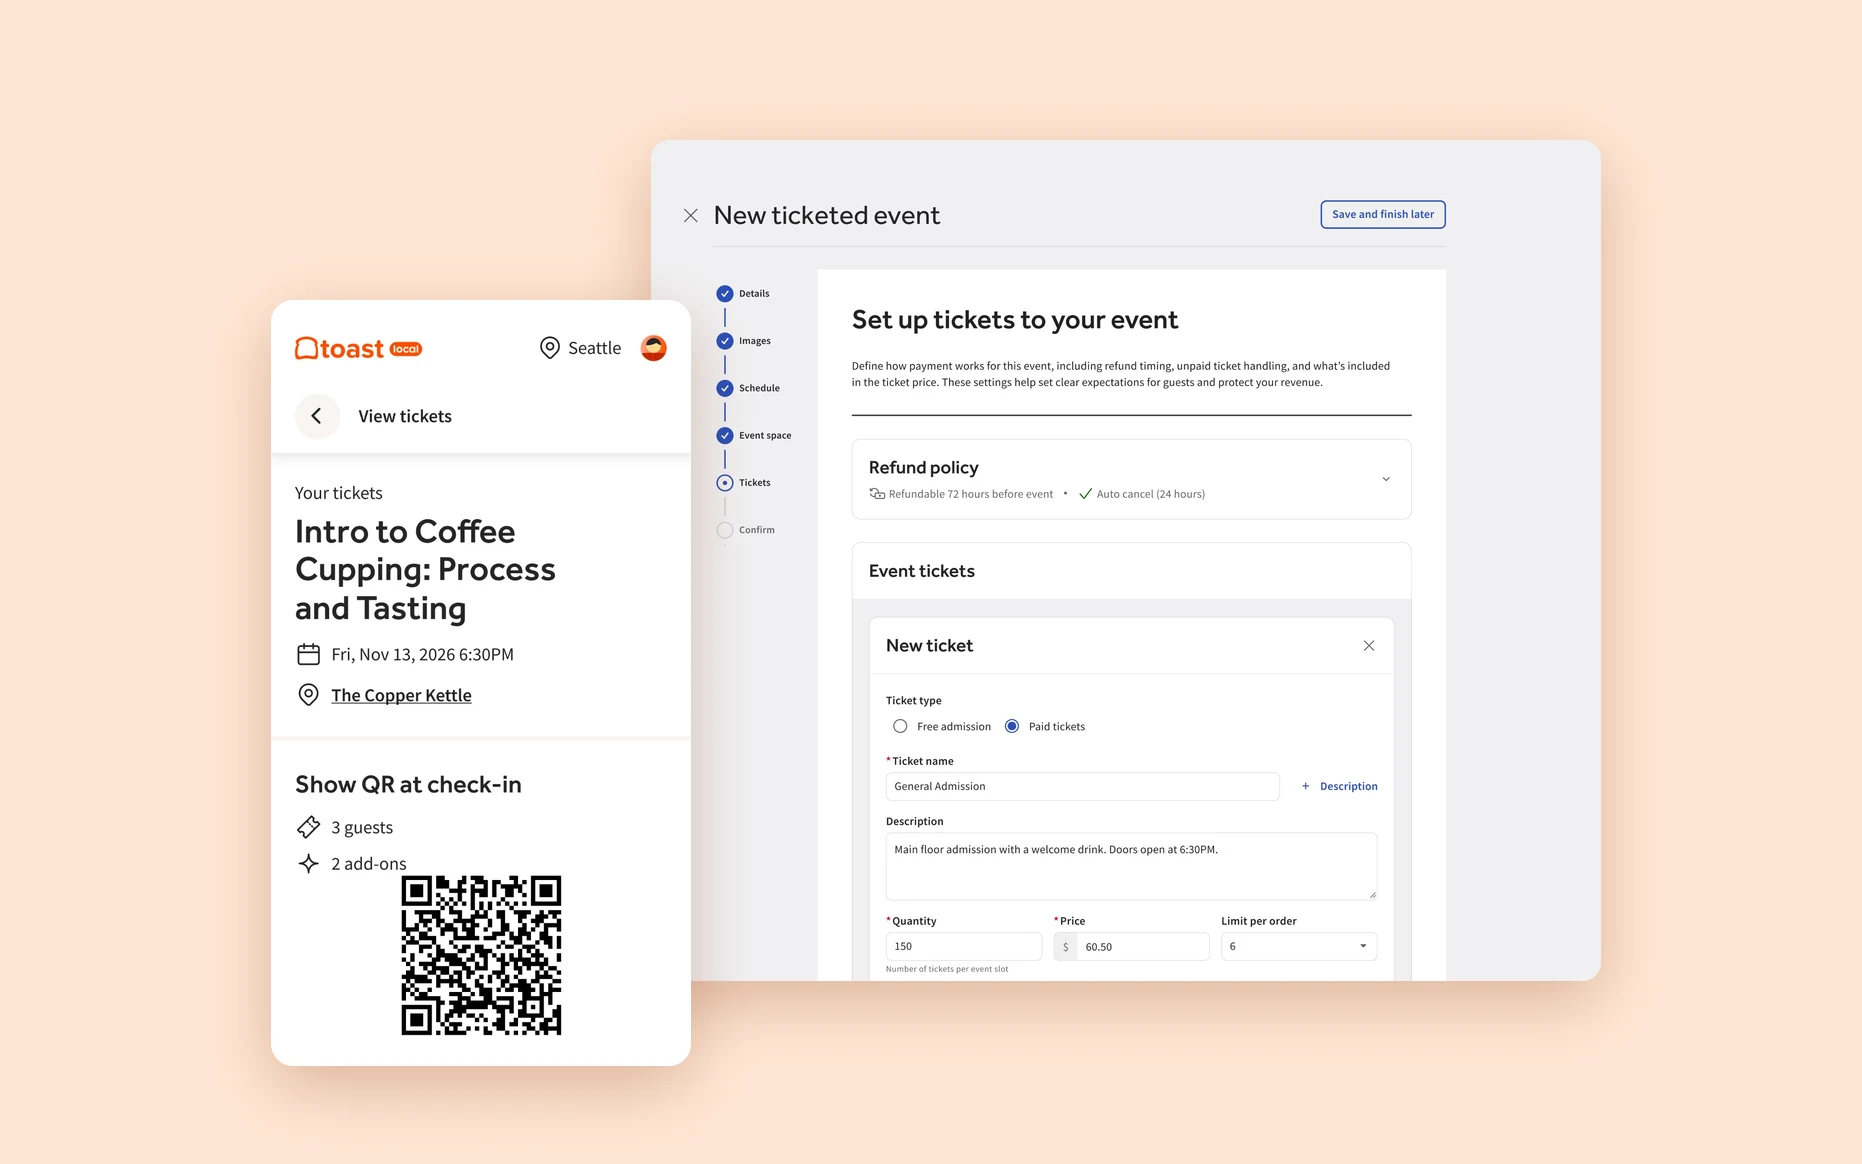 toast local
Seattle
View tickets
Your tickets
Intro to Coffee
Cupping: Process
and Tasting
Fri, Nov 13, 2026 6:30PM
The Copper Kettle
Show QR at check-in
3 guests
2 add-ons
New ticketed event
Save and finish later
Details
Images
Schedule
Event space
Tickets
Confirm
Set up tickets to your event
Define how payment works for this event, including refund timing, unpaid ticket handling, and what's included
in the ticket price. These settings help set clear expectations for guests and protect your revenue.
Refund policy
Refundable 72 hours before event • Auto cancel (24 hours)
Event tickets
New ticket
Ticket type
Free admission Paid tickets
*Ticket name
General Admission
+ Description
Description
Main floor admission with a welcome drink. Doors open at 6:30PM.
*Quantity *Price Limit per order
150 $ 60.50 6
Number of tickets per event slot